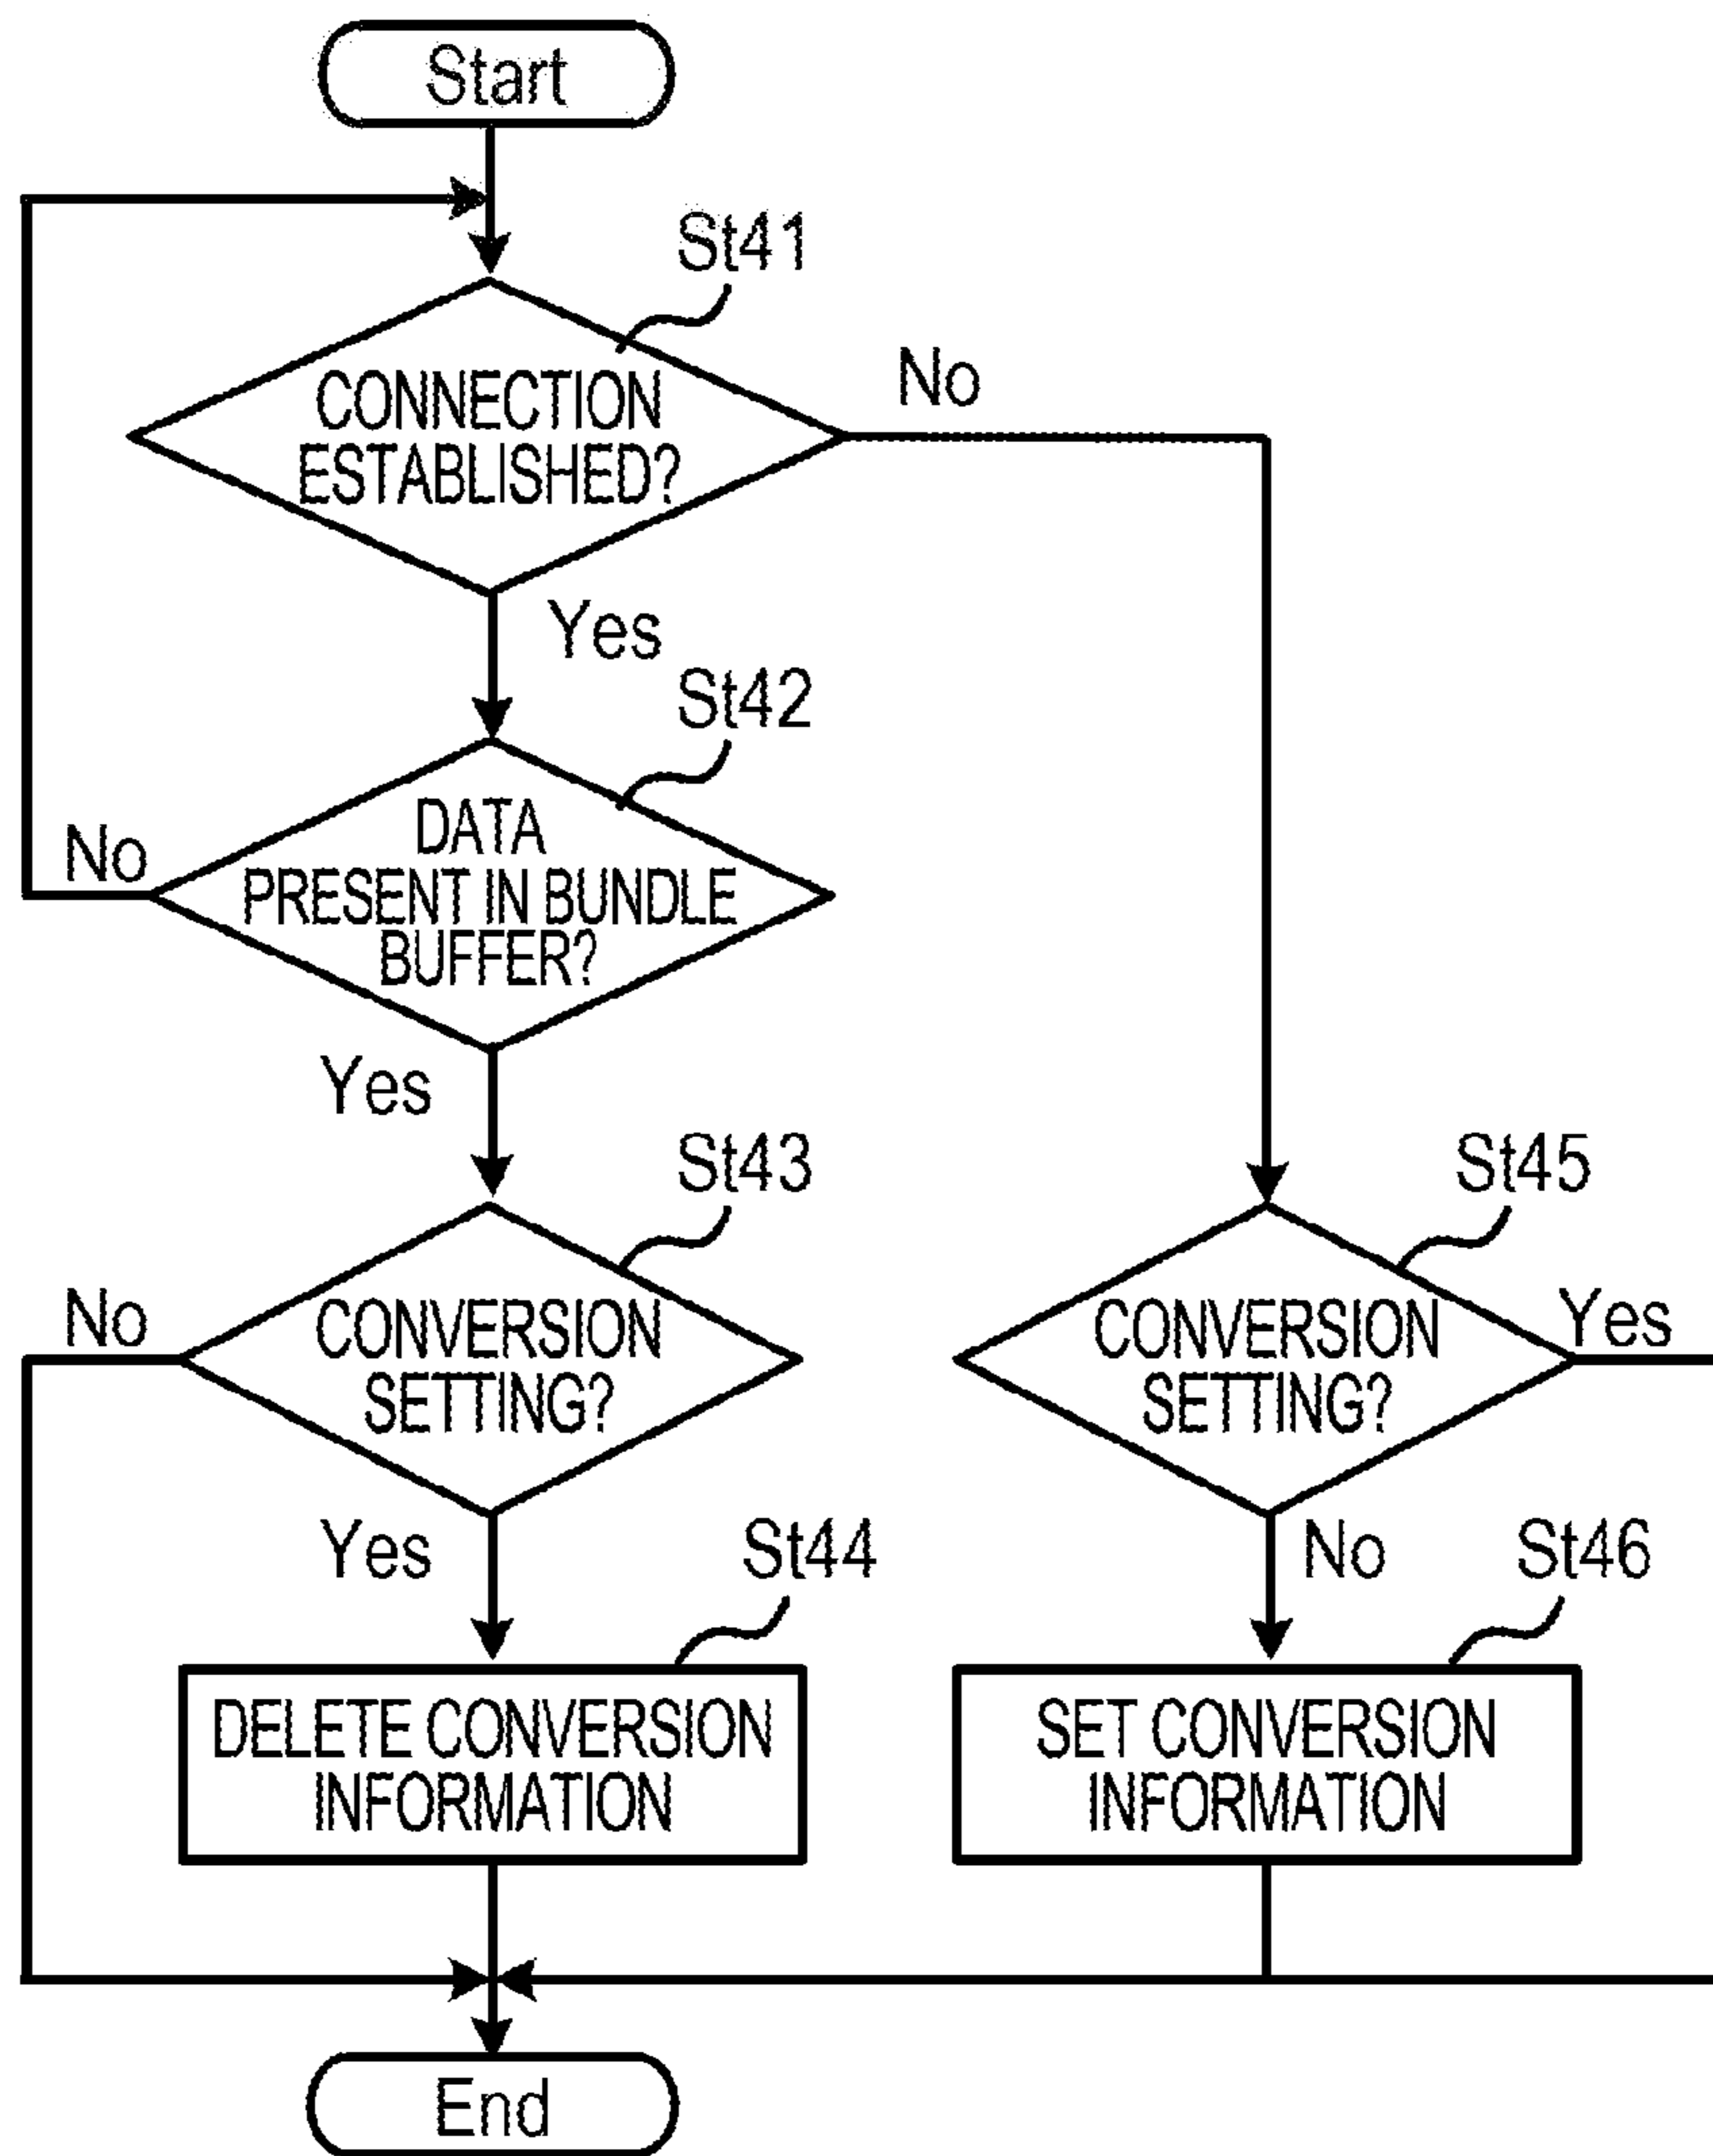 Start
St41
CONNECTION
ESTABLISHED?
No
Yes
St42
DATA
PRESENT IN BUNDLE
BUFFER?
No
Yes
St43
CONVERSION
SETTING?
No
Yes
St45
CONVERSION
SETTING?
Yes
No
St44
DELETE CONVERSION
INFORMATION
St46
SET CONVERSION
INFORMATION
End